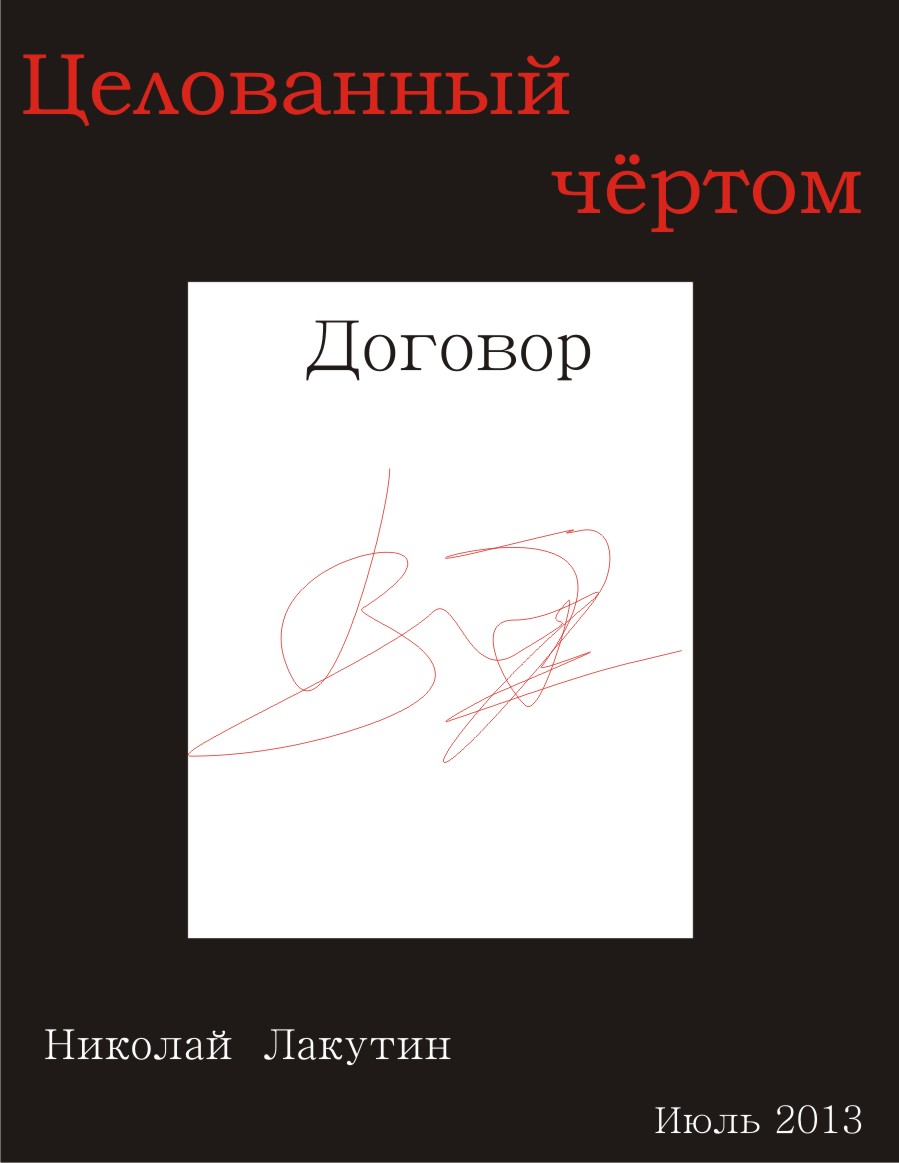 Целованный
чёртом
Договор
Николай Лакутин
Июль 2013